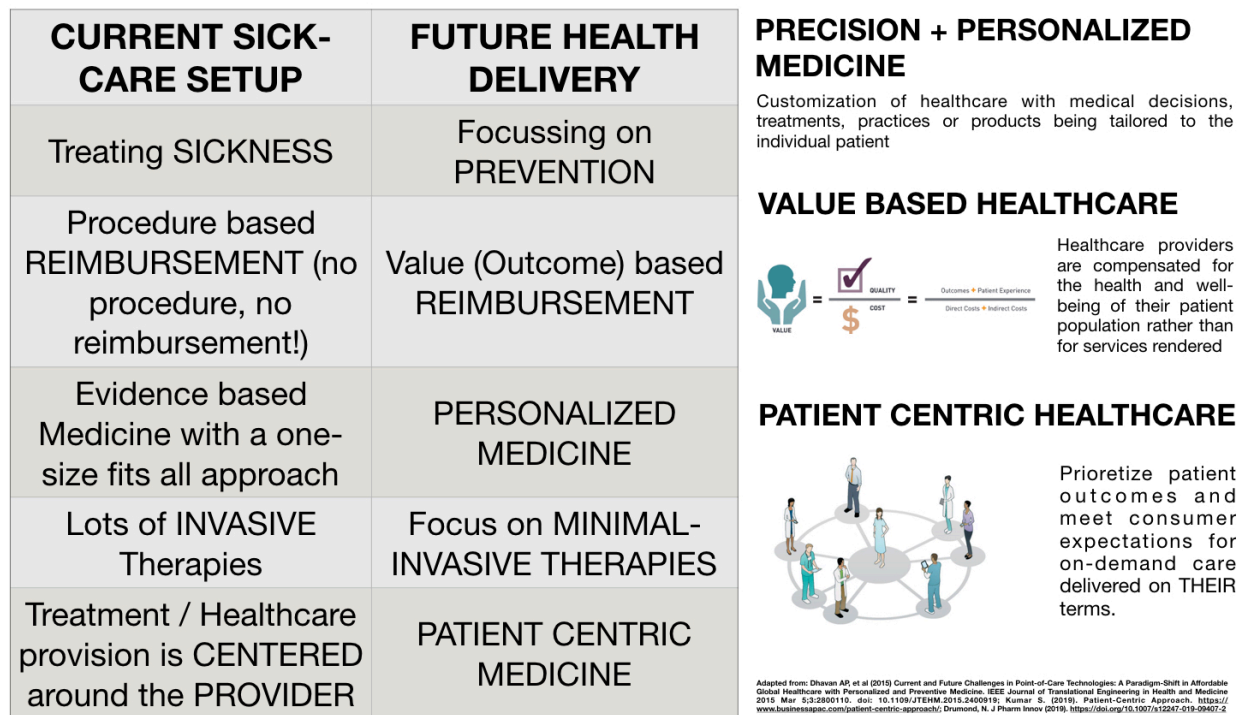 CURRENT SICK-
CARE SETUP
FUTURE HEALTH
DELIVERY
Treating SICKNESS
Focussing on
PREVENTION
Procedure based
REIMBURSEMENT (no
procedure, no
reimbursement!)
Value (Outcome) based
REIMBURSEMENT
Evidence based
Medicine with a one-
size fits all approach
PERSONALIZED
MEDICINE
Lots of INVASIVE
Therapies
Focus on MINIMAL-
INVASIVE THERAPIES
Treatment / Healthcare
provision is CENTERED
around the PROVIDER
PATIENT CENTRIC
MEDICINE
PRECISION + PERSONALIZED
MEDICINE
Customization of healthcare with medical decisions,
treatments, practices or products being tailored to the
individual patient
VALUE BASED HEALTHCARE
VALUE
=
QUALITY
$ COST
=
Outcomes + Patient Experience
Direct Costs + Indirect Costs
Healthcare providers
are compensated for
the health and well-
being of their patient
population rather than
for services rendered
PATIENT CENTRIC HEALTHCARE
Prioretize patient
outcomes and
meet consumer
expectations for
on-demand care
delivered on THEIR
terms.
Adapted from: Dhavan AP, et al (2015) Current and Future Challenges in Point-of-Care Technologies: A Paradigm-Shift in Affordable
Global Healthcare with Personalized and Preventive Medicine. IEEE Journal of Translational Engineering in Health and Medicine
2015 Mar 5;3:2800110. doi: 10.1109/JTEHM.2015.2400919; Kumar S. (2019). Patient-Centric Approach. https://
www.businessapac.com/patient-centric-approach/; Drumond, N. J Pharm Innov (2019). https://doi.org/10.1007/s12247-019-09407-2